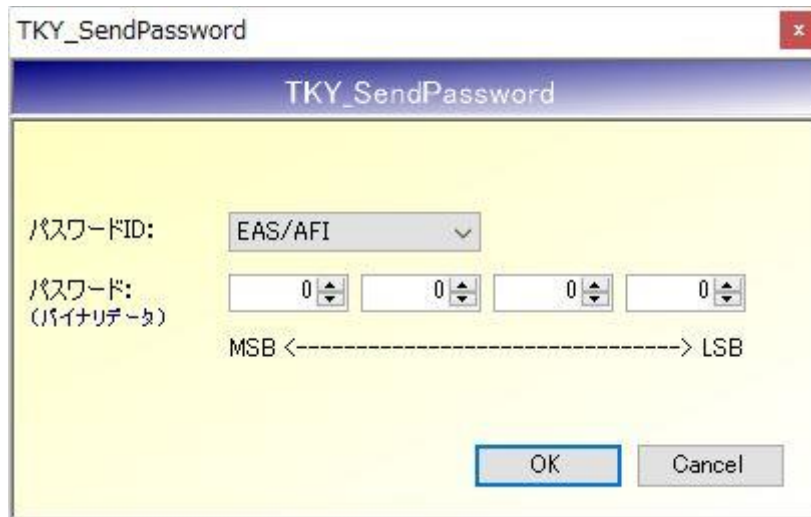 TKY_SendPassword
TKY_SendPassword
パスワードID: EAS/AFI
パスワード: 0 0 0 0
(バイナリデータ)
MSB <--------------------------------> LSB
OK Cancel